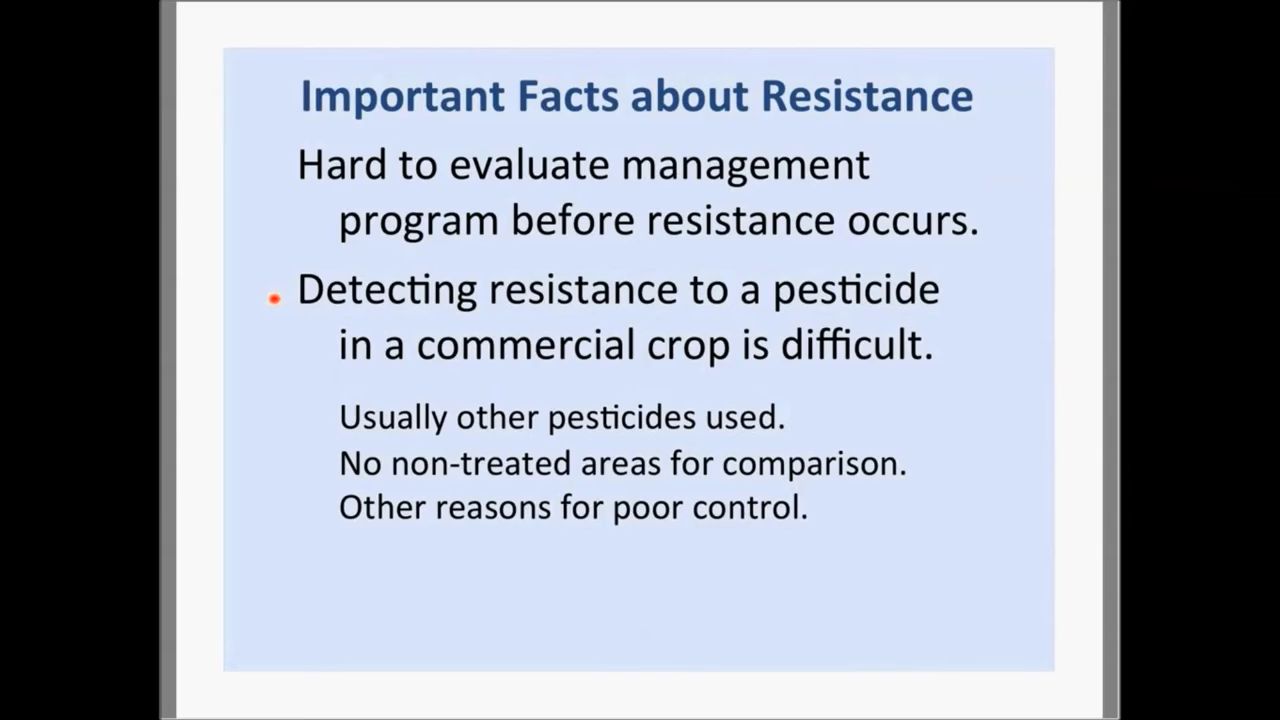 Important Facts about Resistance
Hard to evaluate management
program before resistance occurs.
Detecting resistance to a pesticide
in a commercial crop is difficult.
Usually other pesticides used.
No non-treated areas for comparison.
Other reasons for poor control.